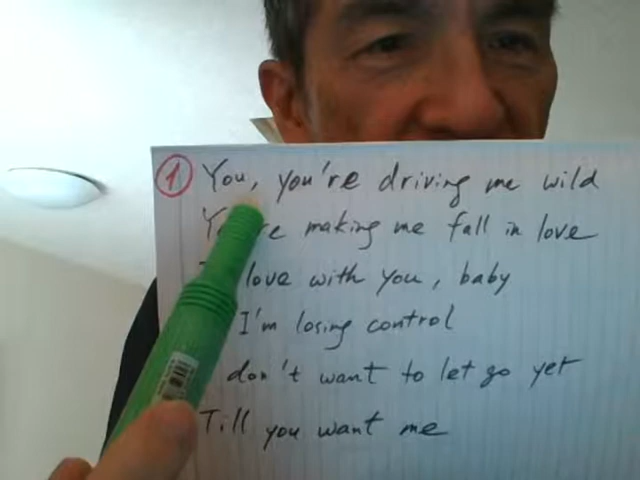 1 You, you're driving me wild
making me fall in love
love with you, baby
I'm losing control
don't want to let go yet
Till you want me